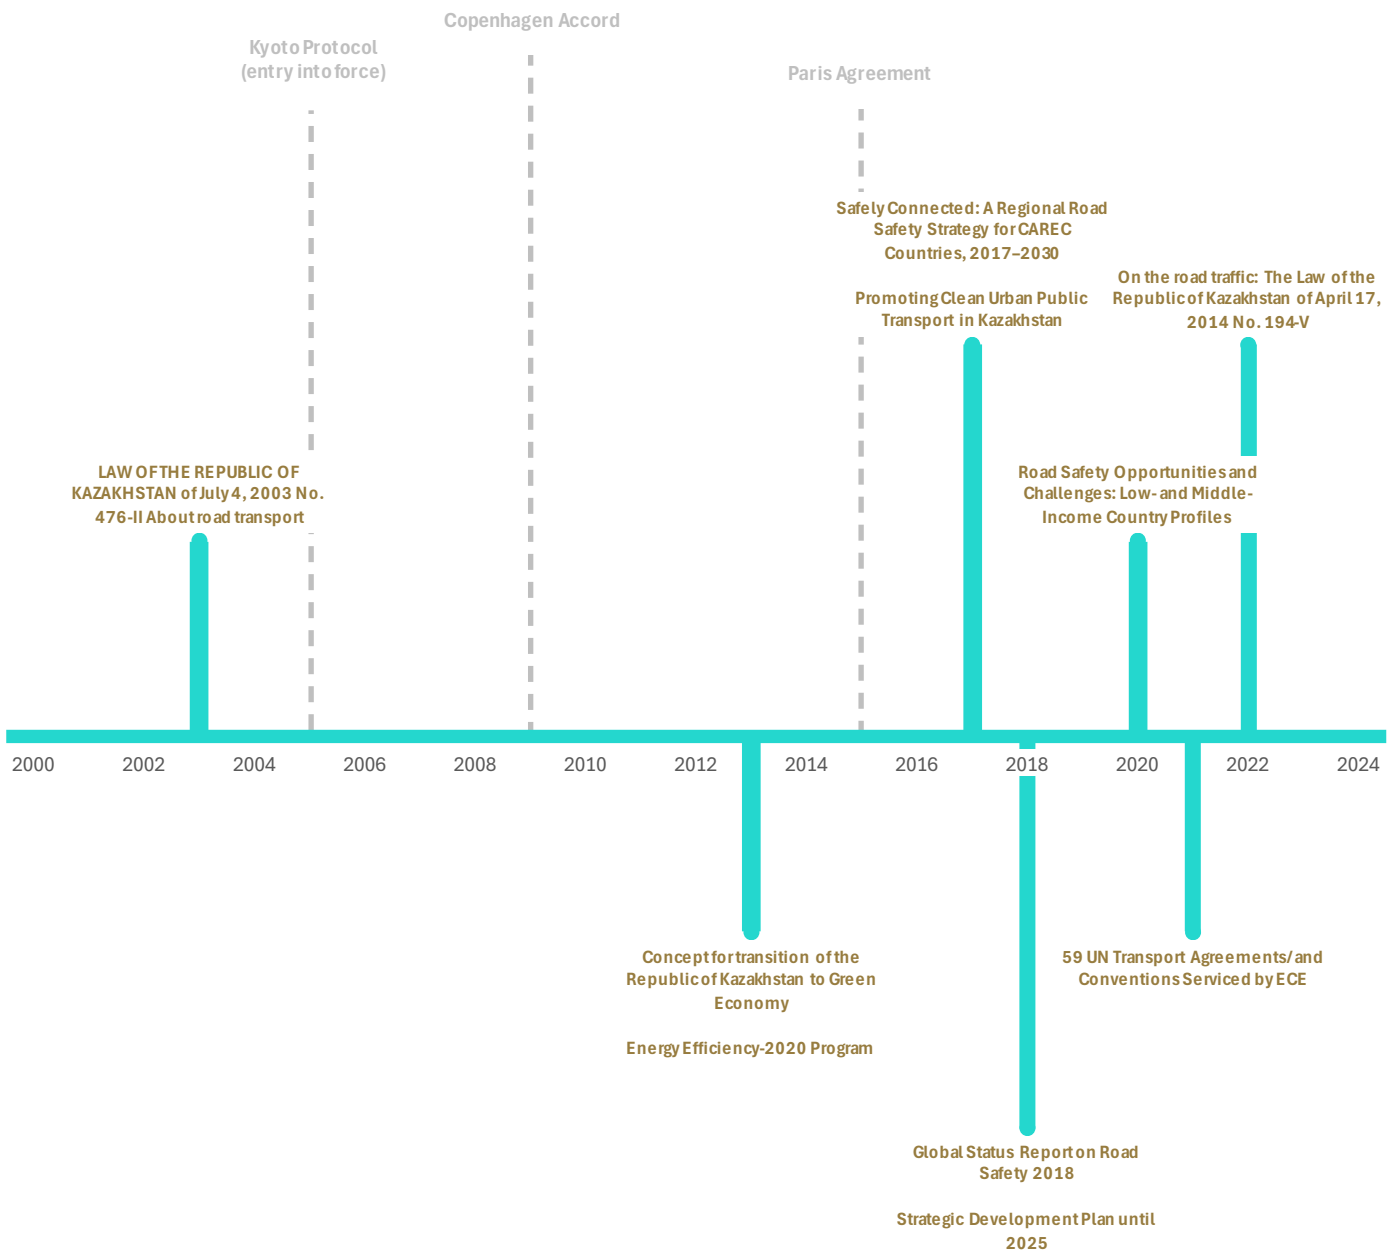 Copenhagen Accord
Kyoto Protocol
(entry into force)
Paris Agreement
Safely Connected: A Regional Road
Safety Strategy for CAREC
Countries, 2017–2030
Promoting Clean Urban Public
Transport in Kazakhstan
On the road traffic: The Law of the
Republic of Kazakhstan of April 17,
2014 No. 194-V
LAW OF THE REPUBLIC OF
KAZAKHSTAN of July 4, 2003 No.
476-II About road transport
Road Safety Opportunities and
Challenges: Low- and Middle-
Income Country Profiles
2000 2002 2004 2006 2008 2010 2012 2014 2016 2018 2020 2022 2024
Concept for transition of the
Republic of Kazakhstan to Green
Economy
Energy Efficiency-2020 Program
59 UN Transport Agreements/ and
Conventions Serviced by ECE
Global Status Report on Road
Safety 2018
Strategic Development Plan until
2025